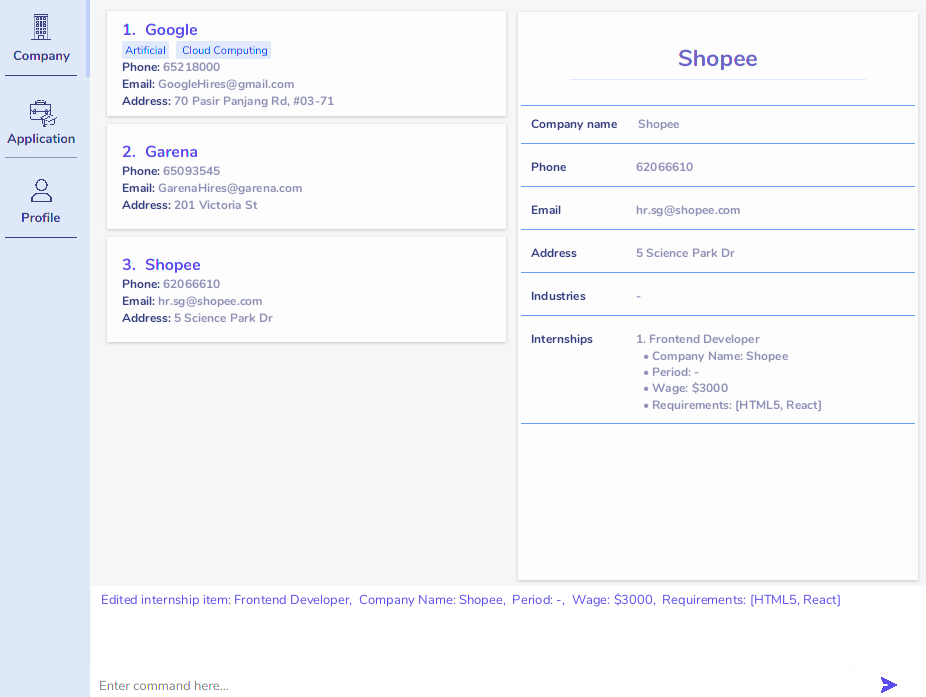 Company
Application
Profile
1. Google
Artificial Cloud Computing
Phone: 65218000
Email: GoogleHires@gmail.com
Address: 70 Pasir Panjang Rd, #03-71
2. Garena
Phone: 65093545
Email: GarenaHires@garena.com
Address: 201 Victoria St
3. Shopee
Phone: 62066610
Email: hr.sg@shopee.com
Address: 5 Science Park Dr
Shopee
Company name Shopee
Phone 62066610
Email hr.sg@shopee.com
Address 5 Science Park Dr
Industries -
Internships 1. Frontend Developer
• Company Name: Shopee
• Period: -
• Wage: $3000
• Requirements: [HTML5, React]
Edited internship item: Frontend Developer, Company Name: Shopee, Period: -, Wage: $3000, Requirements: [HTML5, React]
Enter command here...